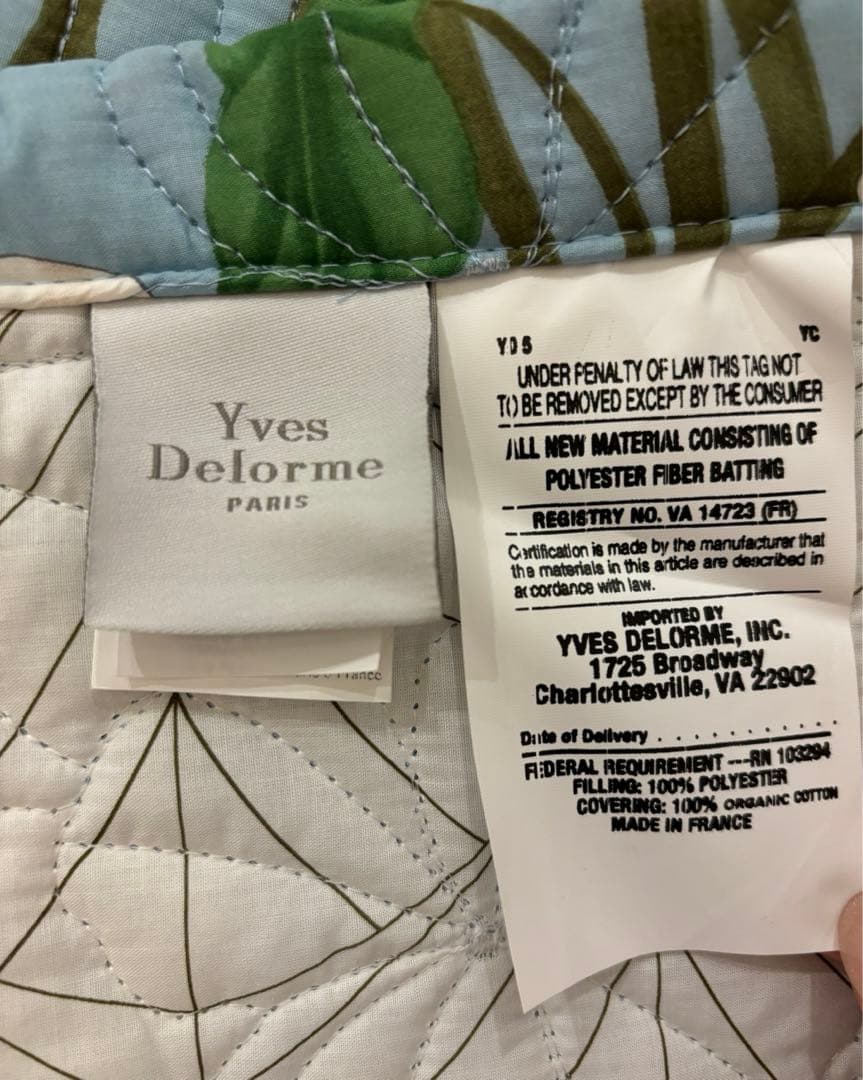 Yves
Delorme
PARIS
YD5 YC
UNDER PENALTY OF LAW THIS TAG NOT
TO BE REMOVED EXCEPT BY THE CONSUMER
ALL NEW MATERIAL CONSISTING OF
POLYESTER FIBER BATTING
REGISTRY NO. VA 14723 (FR)
Certification is made by the manufacturer that
the materials in this article are described in
accordance with law.
IMPORTED BY
YVES DELORME, INC.
1725 Broadway
Charlottesville, VA 22902
Date of Delivery . . . . . . . . . .
FEDERAL REQUIREMENT ---RN 103294
FILLING: 100% POLYESTER
COVERING: 100% ORGANIC COTTON
MADE IN FRANCE